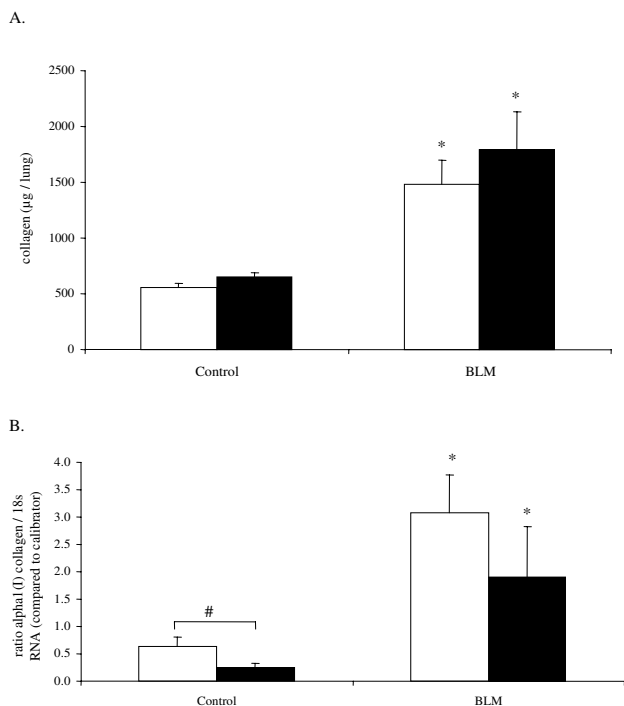 A.
2500
2000
1500
1000
500
0
collagen (µg / lung)
*
*
Control
BLM
B.
4.0
3.5
3.0
2.5
2.0
1.5
1.0
0.5
0.0
ratio alpha1 (I) collagen / 18s
RNA (compared to calibrator)
#
*
*
Control
BLM